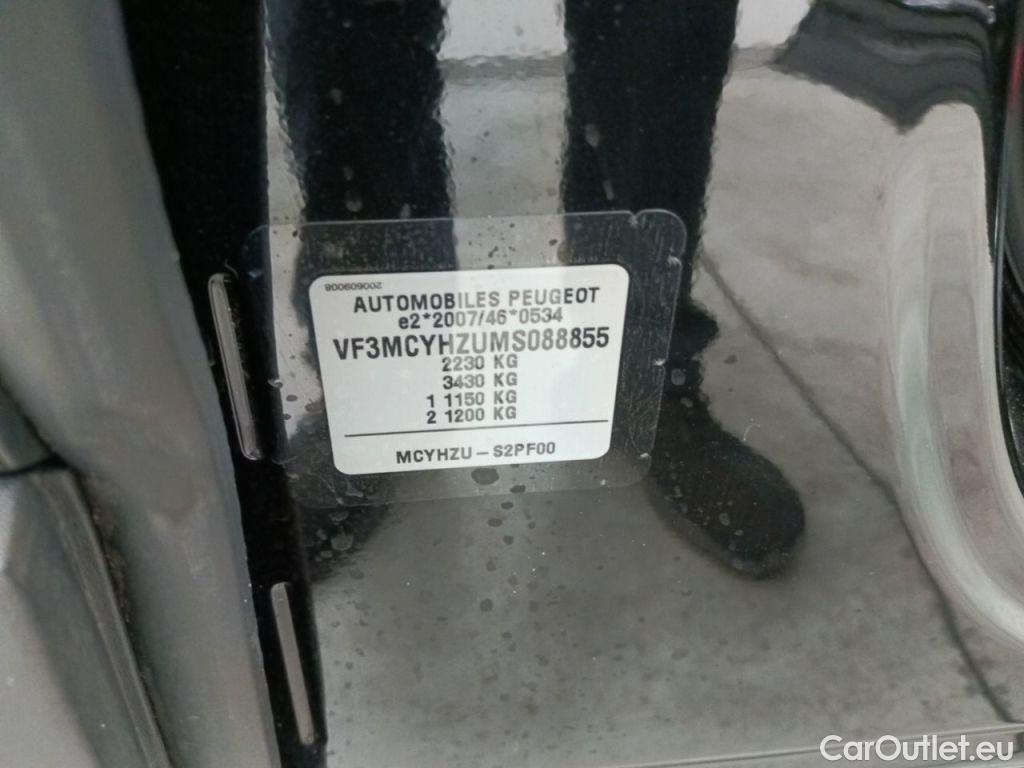 2006090906
AUTOMOBILES PEUGEOT
e2*2007/46*0534
VF3MCYHZUMS088855
2230 KG
3430 KG
1 1150 KG
2 1200 KG
MCYHZU-S2PF00
CarOutlet.eu